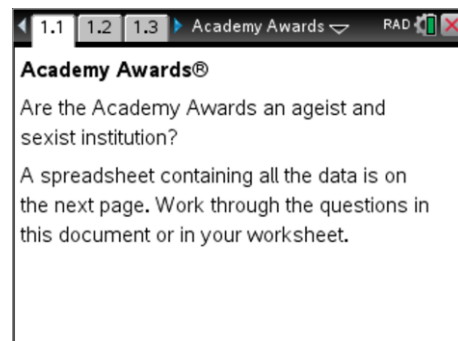 1.1 1.2 1.3 Academy Awards RAD
Academy Awards®
Are the Academy Awards an ageist and
sexist institution?
A spreadsheet containing all the data is on
the next page. Work through the questions in
this document or in your worksheet.